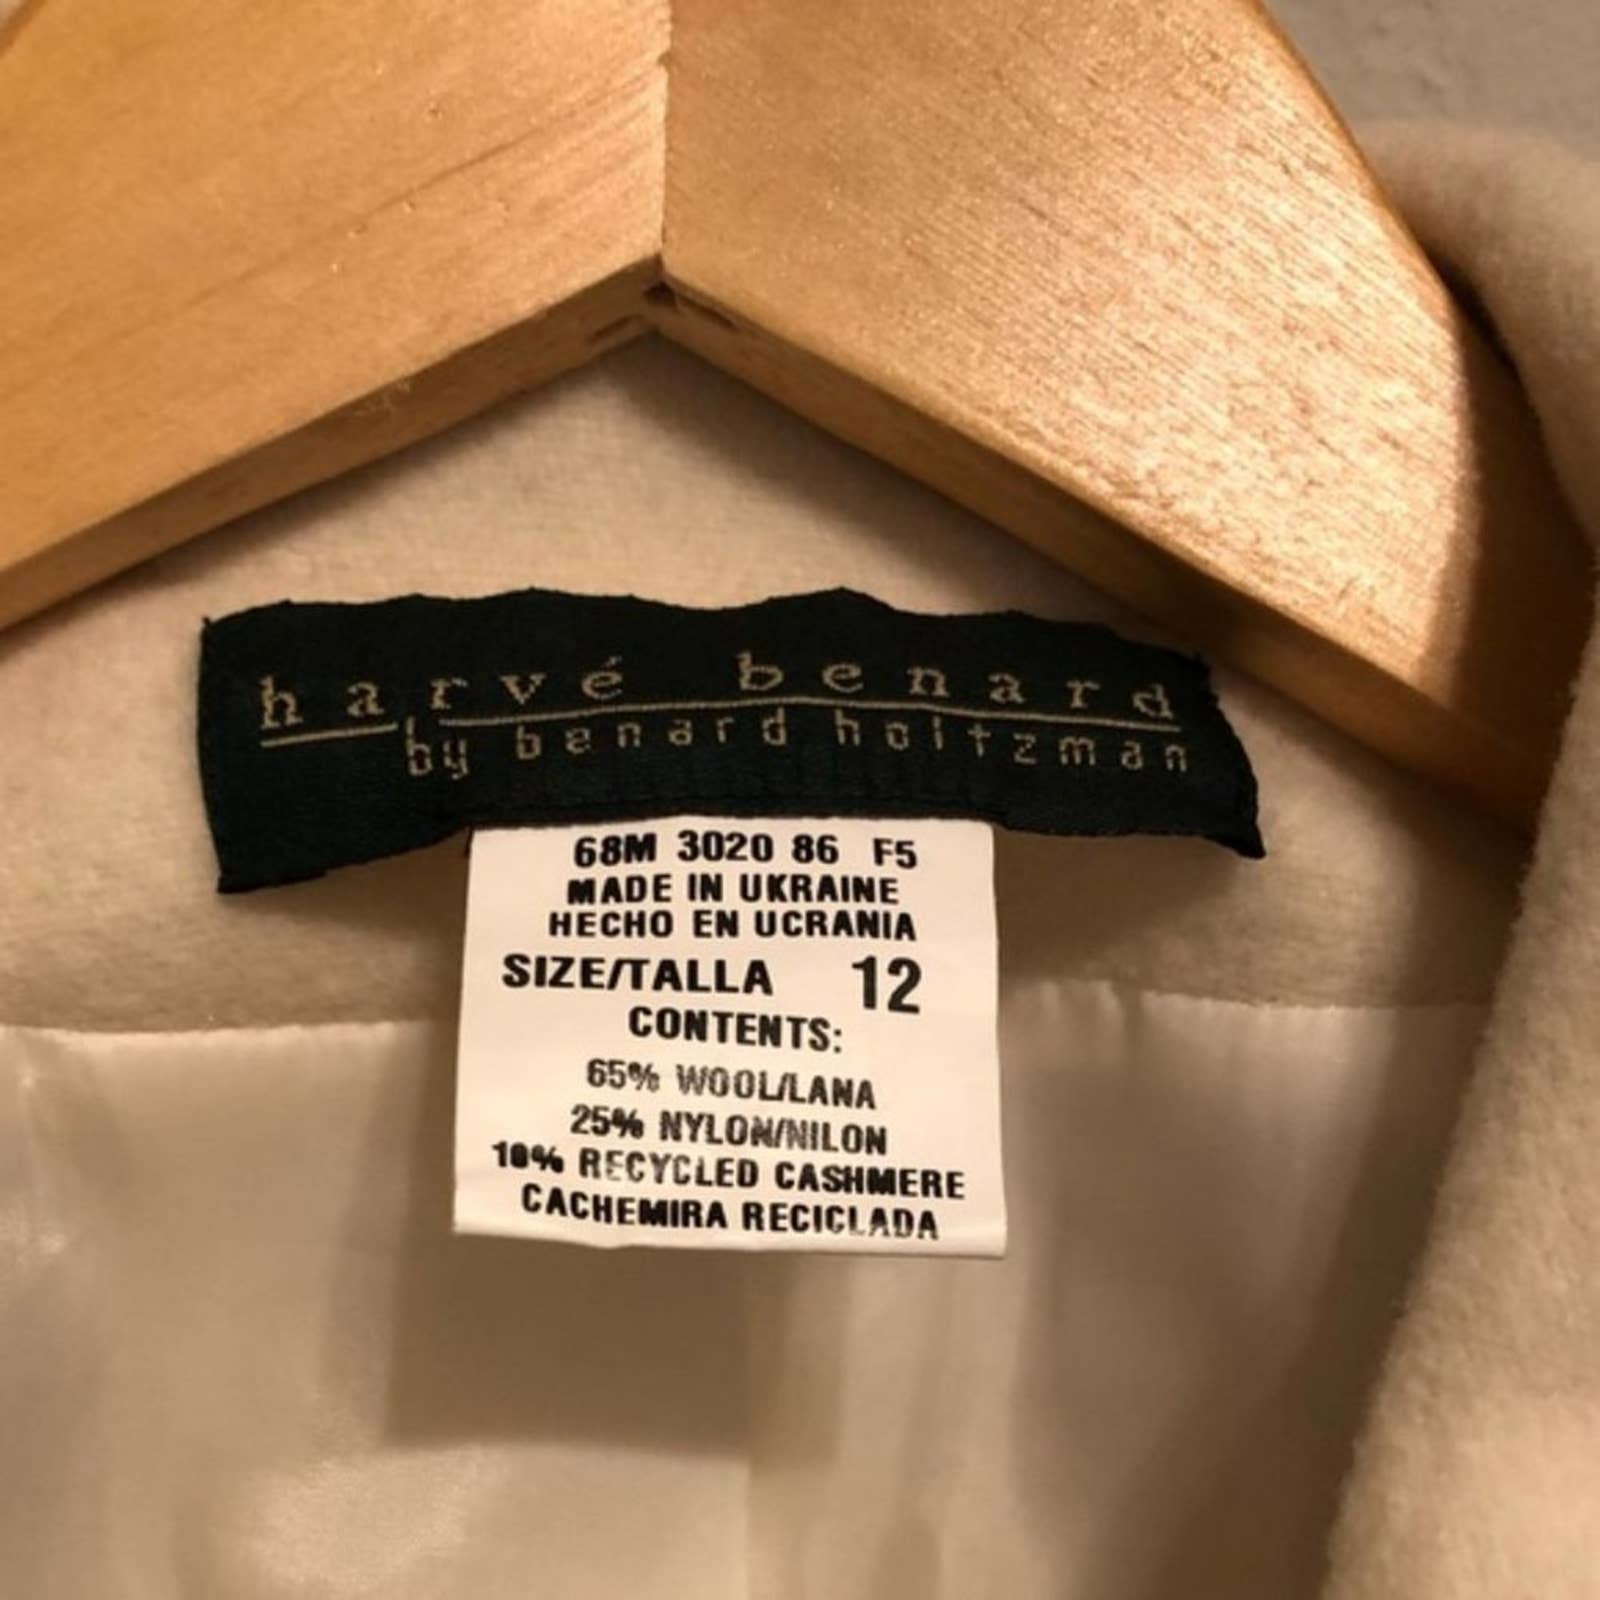 harvé benard
by benard holtzman
68M 3020 86 F5
MADE IN UKRAINE
HECHO EN UCRANIA
SIZE/TALLA 12
CONTENTS:
65% WOOL/LANA
25% NYLON/NILON
10% RECYCLED CASHMERE
CACHEMIRA RECICLADA